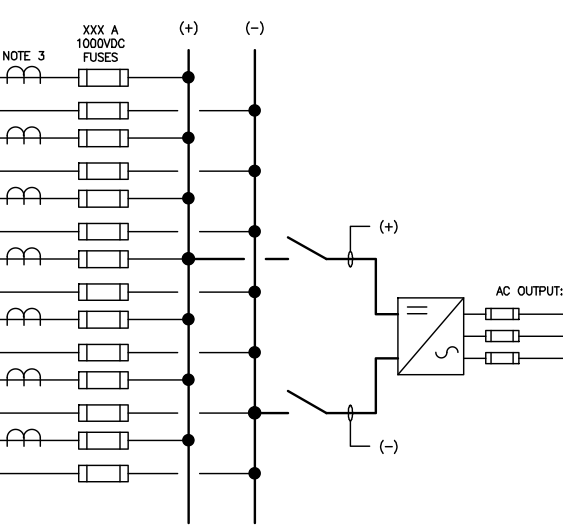 (+)
(−)
XXX A
1000VDC
FUSES
NOTE 3
(+)
AC OUTPUT:
(−)